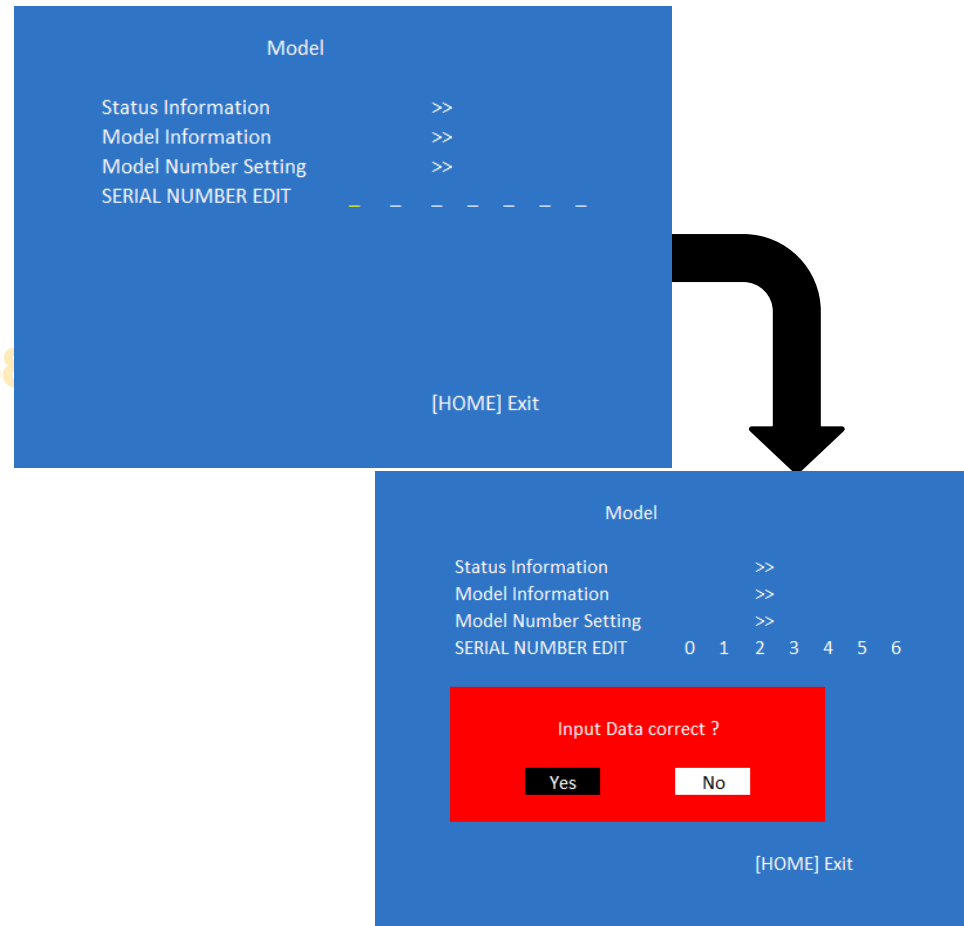 Model
Status Information >>
Model Information >>
Model Number Setting >>
SERIAL NUMBER EDIT _ _ _ _ _ _ _
[HOME] Exit
Model
Status Information >>
Model Information >>
Model Number Setting >>
SERIAL NUMBER EDIT 0 1 2 3 4 5 6
Input Data correct ?
Yes No
[HOME] Exit